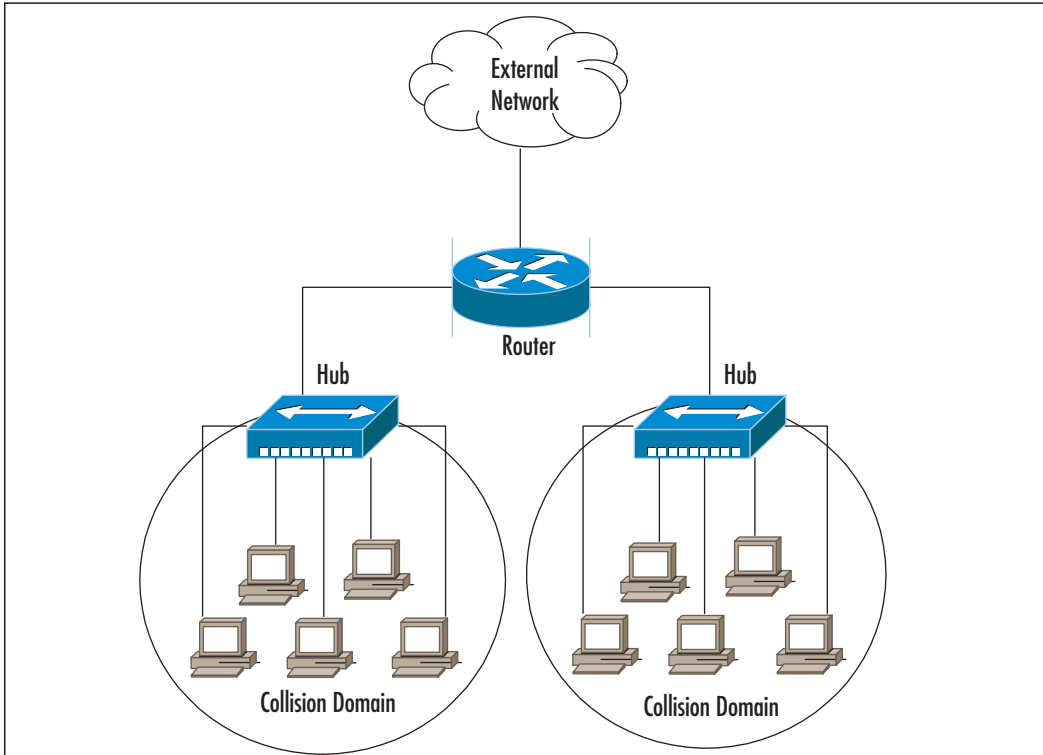 External
Network
Router
Hub
Hub
Collision Domain
Collision Domain